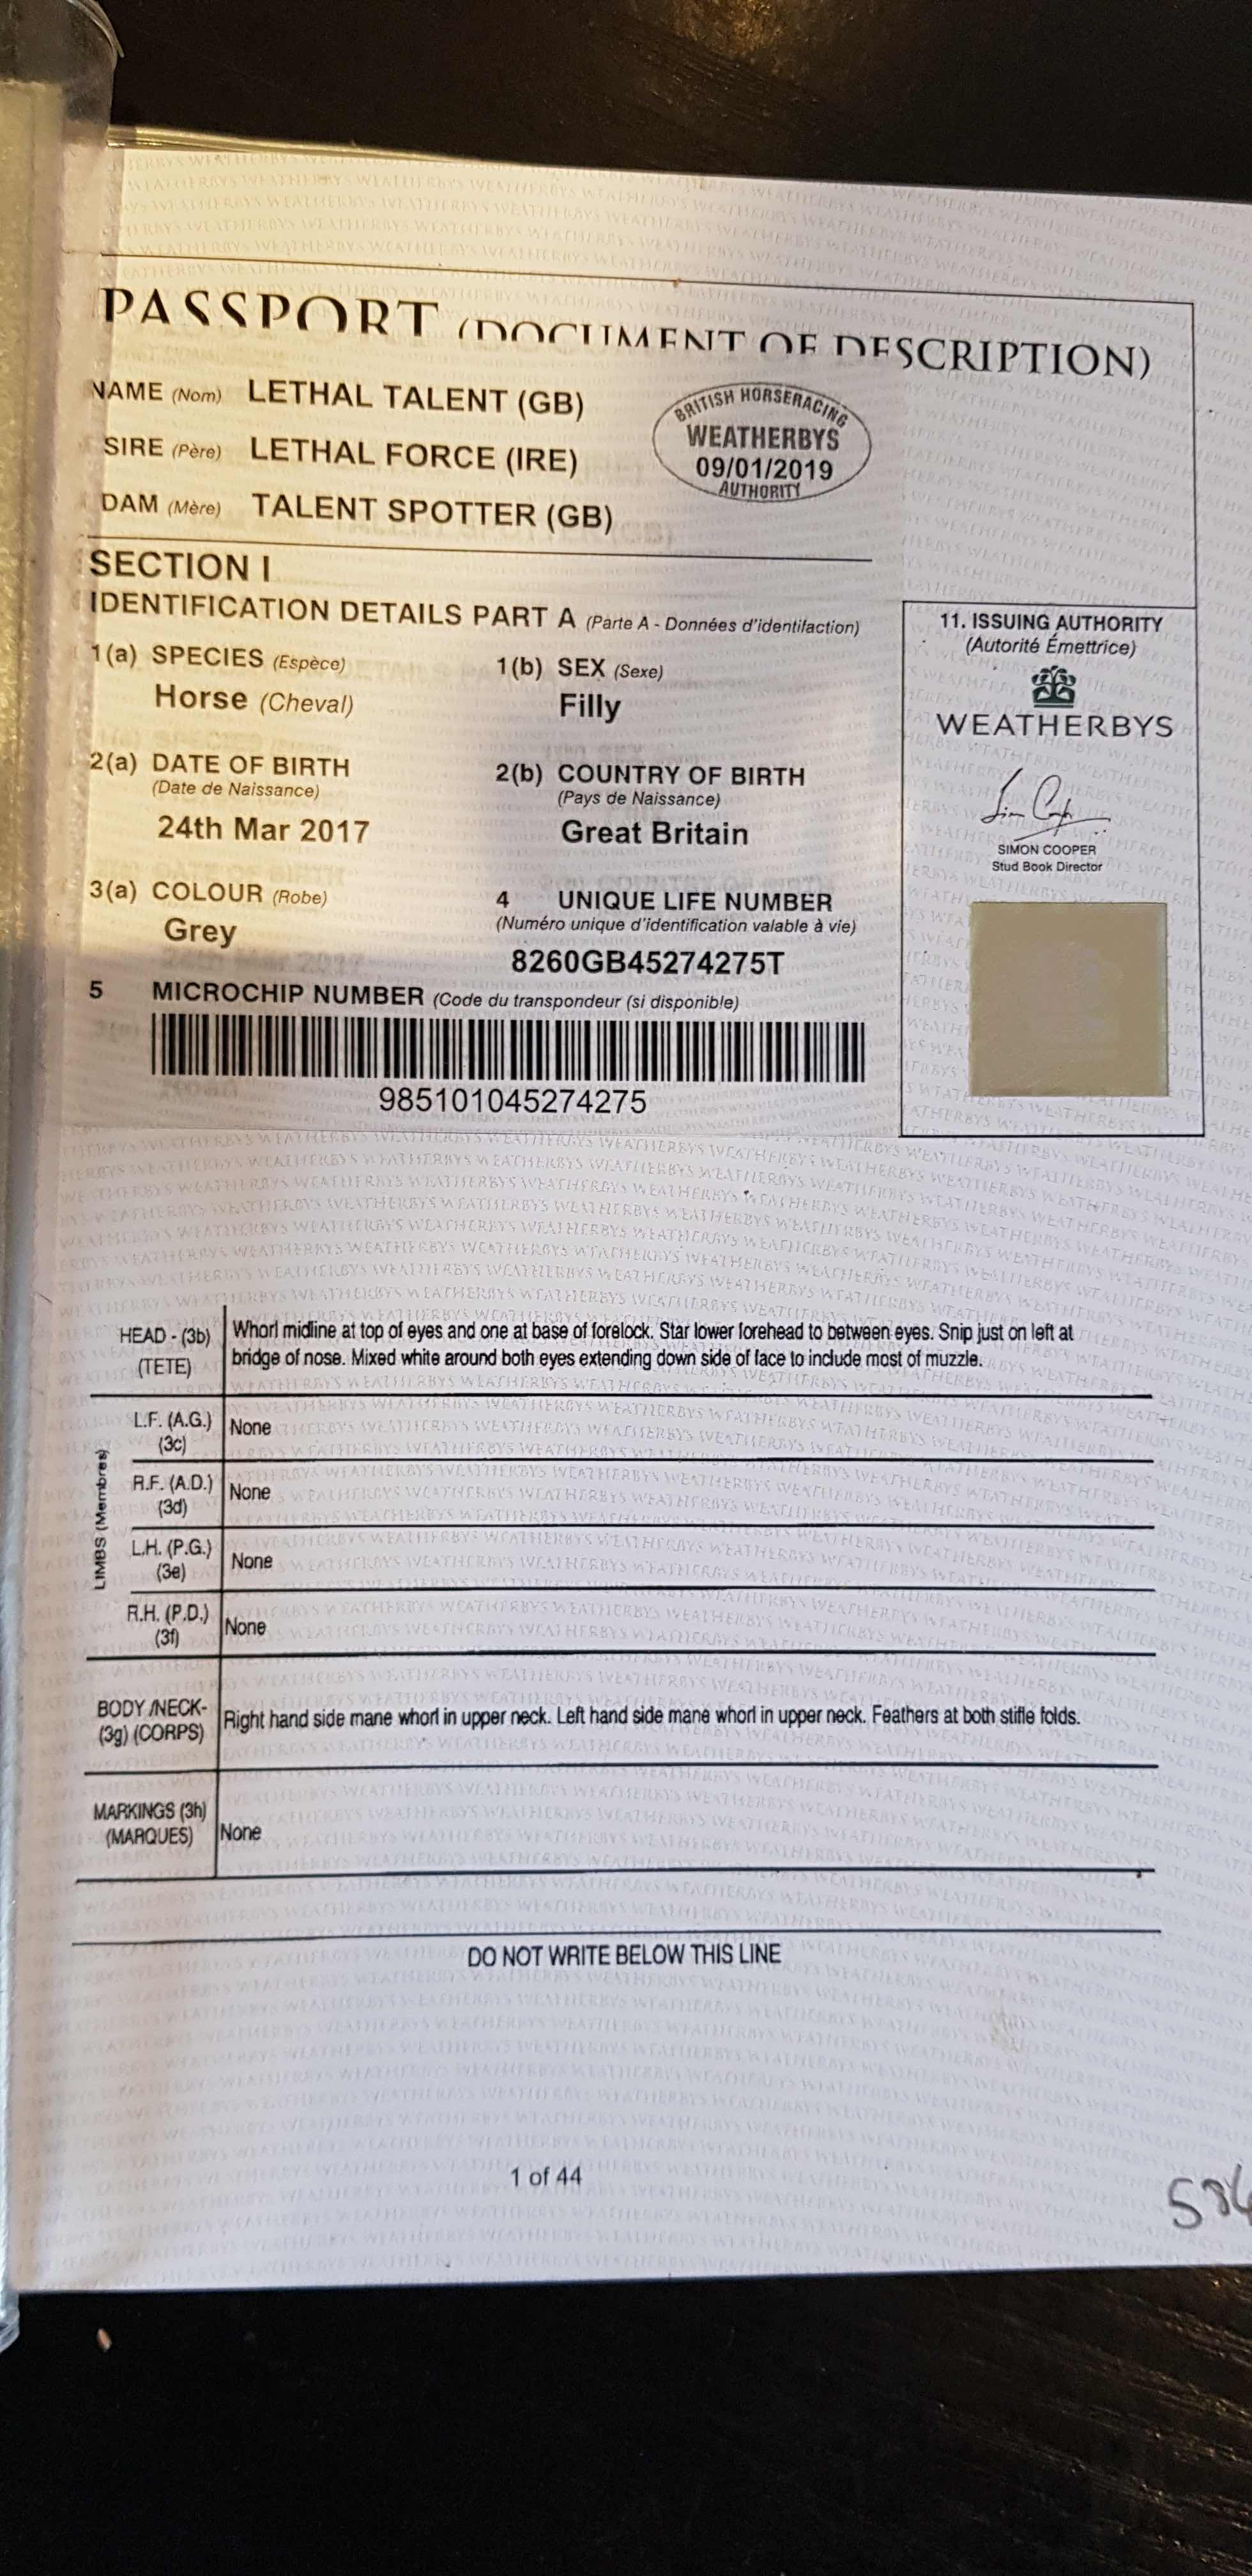 PASSPORT (DOCUMENT OF DESCRIPTION)
NAME (Nom) LETHAL TALENT (GB)
SIRE (Père) LETHAL FORCE (IRE)
DAM (Mère) TALENT SPOTTER (GB)
BRITISH HORSERACING
WEATHERBYS
09/01/2019
AUTHORITY
SECTION I
IDENTIFICATION DETAILS PART A (Parte A - Données d'identifaction)
1(a) SPECIES (Espèce) 1(b) SEX (Sexe)
Horse (Cheval) Filly
2(a) DATE OF BIRTH 2(b) COUNTRY OF BIRTH
(Date de Naissance) (Pays de Naissance)
24th Mar 2017 Great Britain
3(a) COLOUR (Robe) 4 UNIQUE LIFE NUMBER
Grey (Numéro unique d'identification valable à vie)
8260GB45274275T
5 MICROCHIP NUMBER (Code du transpondeur (si disponible)
985101045274275
11. ISSUING AUTHORITY
(Autorité Émettrice)
WEATHERBYS
SIMON COOPER
Stud Book Director
HEAD - (3b) Whorl midline at top of eyes and one at base of forelock. Star lower forehead to between eyes. Snip just on left at
(TETE) bridge of nose. Mixed white around both eyes extending down side of face to include most of muzzle.
LIMBS (Membres)
L.F. (A.G.) None
(3c)
R.F. (A.D.) None
(3d)
L.H. (P.G.) None
(3e)
R.H. (P.D.) None
(3f)
BODY /NECK- Right hand side mane whorl in upper neck. Left hand side mane whorl in upper neck. Feathers at both stifle folds.
(3g) (CORPS)
MARKINGS (3h) None
(MARQUES)
DO NOT WRITE BELOW THIS LINE
1 of 44